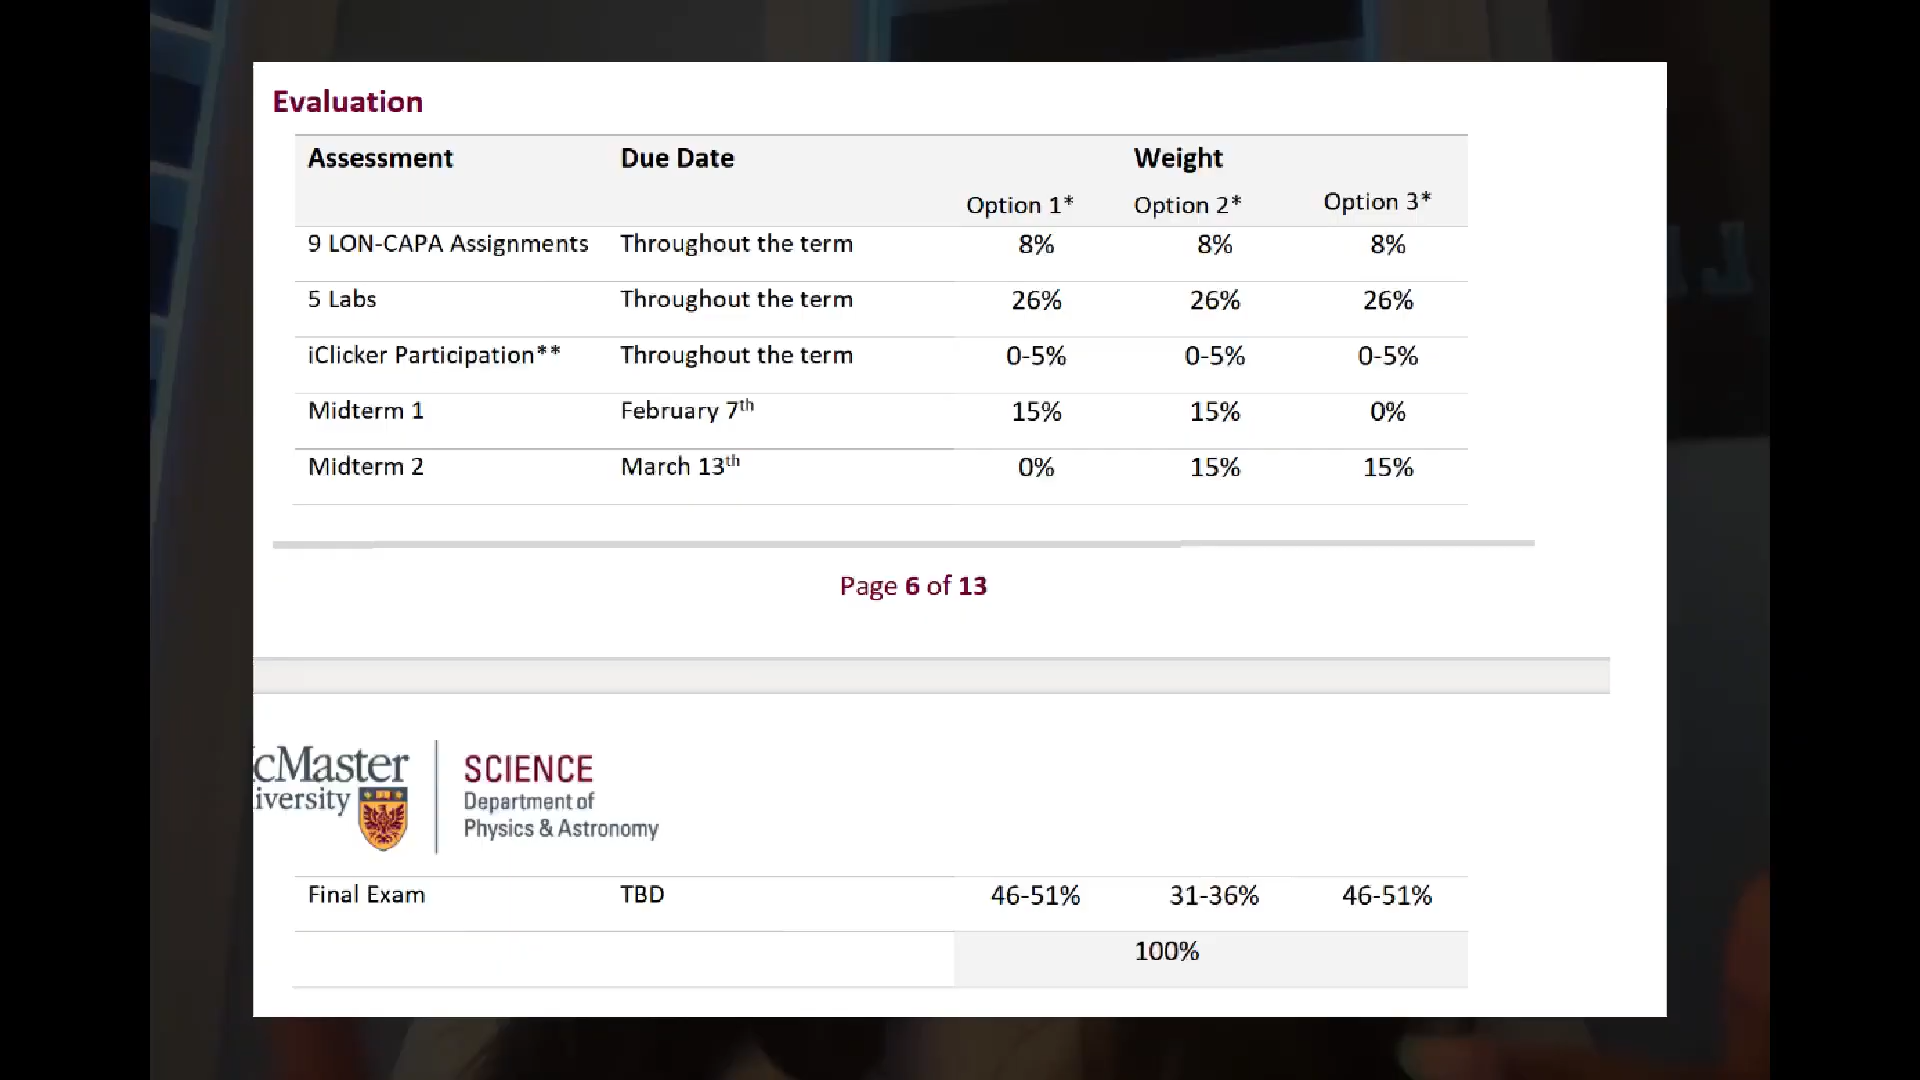 Evaluation
Assessment Due Date Weight
Option 1* Option 2* Option 3*
9 LON-CAPA Assignments Throughout the term 8% 8% 8%
5 Labs Throughout the term 26% 26% 26%
iClicker Participation** Throughout the term 0-5% 0-5% 0-5%
Midterm 1 February 7th 15% 15% 0%
Midterm 2 March 13th 0% 15% 15%
Page 6 of 13
cMaster
iversity
SCIENCE
Department of
Physics & Astronomy
Final Exam TBD 46-51% 31-36% 46-51%
100%